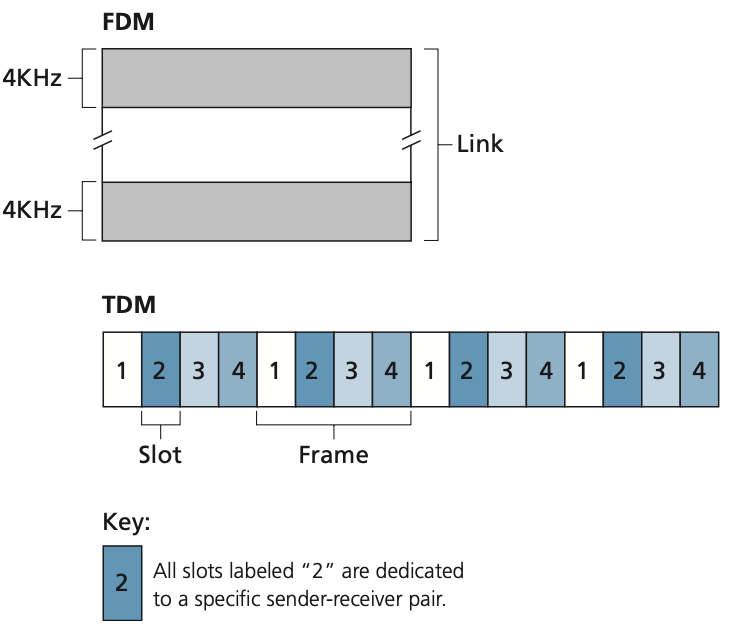 FDM
4KHz
Link
4KHz
TDM
1 2 3 4 1 2 3 4 1 2 3 4 1 2 3 4
Slot Frame
Key:
2 All slots labeled “2” are dedicated
to a specific sender-receiver pair.